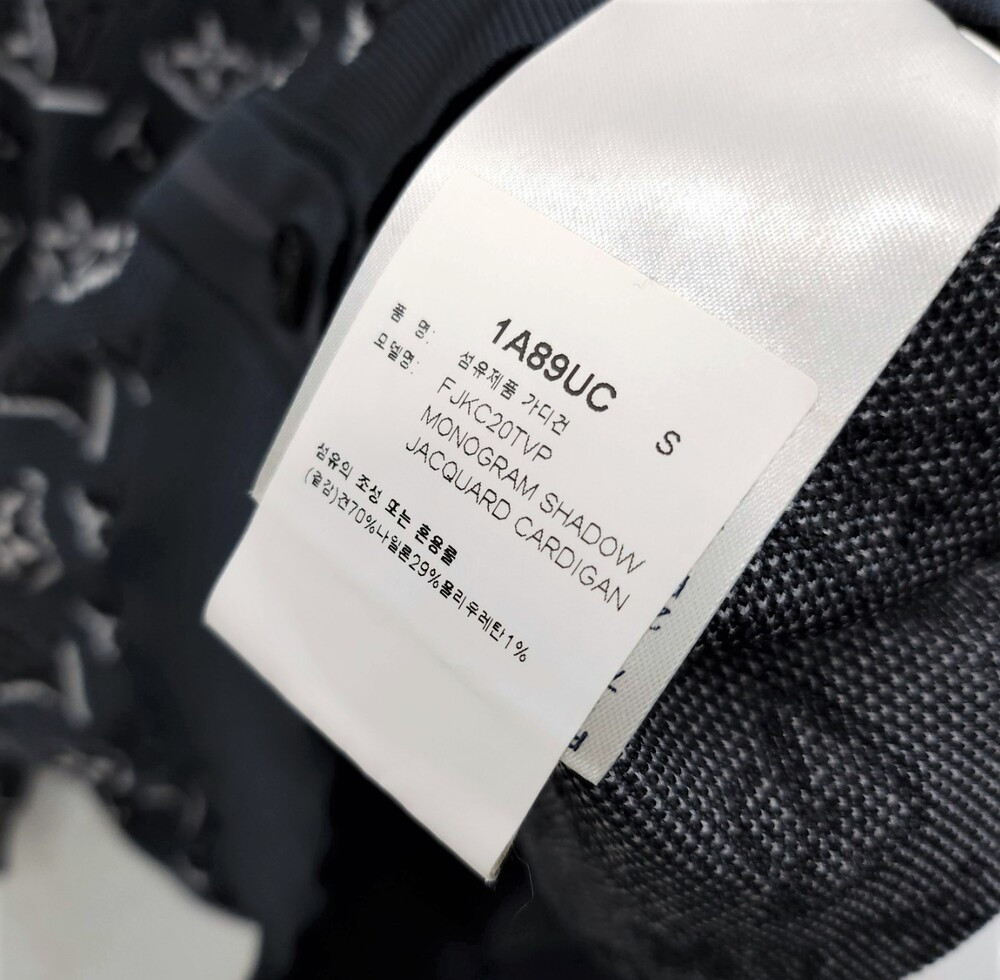 1A89UC
S
품 명: 섬유제품 가디건
모델명: FJKC20TVP
MONOGRAM SHADOW
JACQUARD CARDIGAN
섬유의 조성 또는 혼용률
(겉감)견70%나일론29%폴리우레탄1%